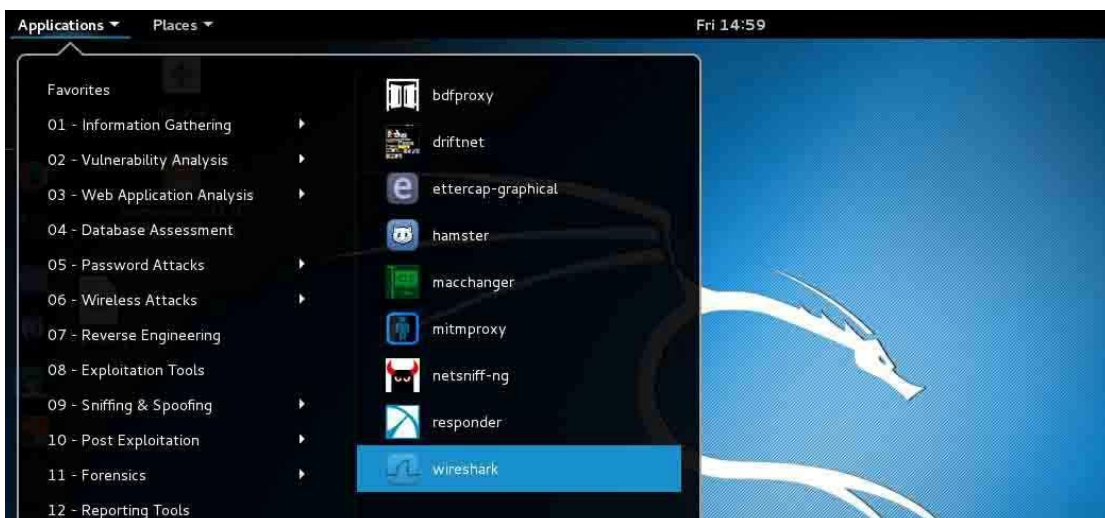 Applications Places Fri 14:59
Favorites
01 - Information Gathering
02 - Vulnerability Analysis
03 - Web Application Analysis
04 - Database Assessment
05 - Password Attacks
06 - Wireless Attacks
07 - Reverse Engineering
08 - Exploitation Tools
09 - Sniffing & Spoofing
10 - Post Exploitation
11 - Forensics
12 - Reporting Tools
bdfproxy
driftnet
ettercap-graphical
hamster
macchanger
mitmproxy
netsniff-ng
responder
wireshark